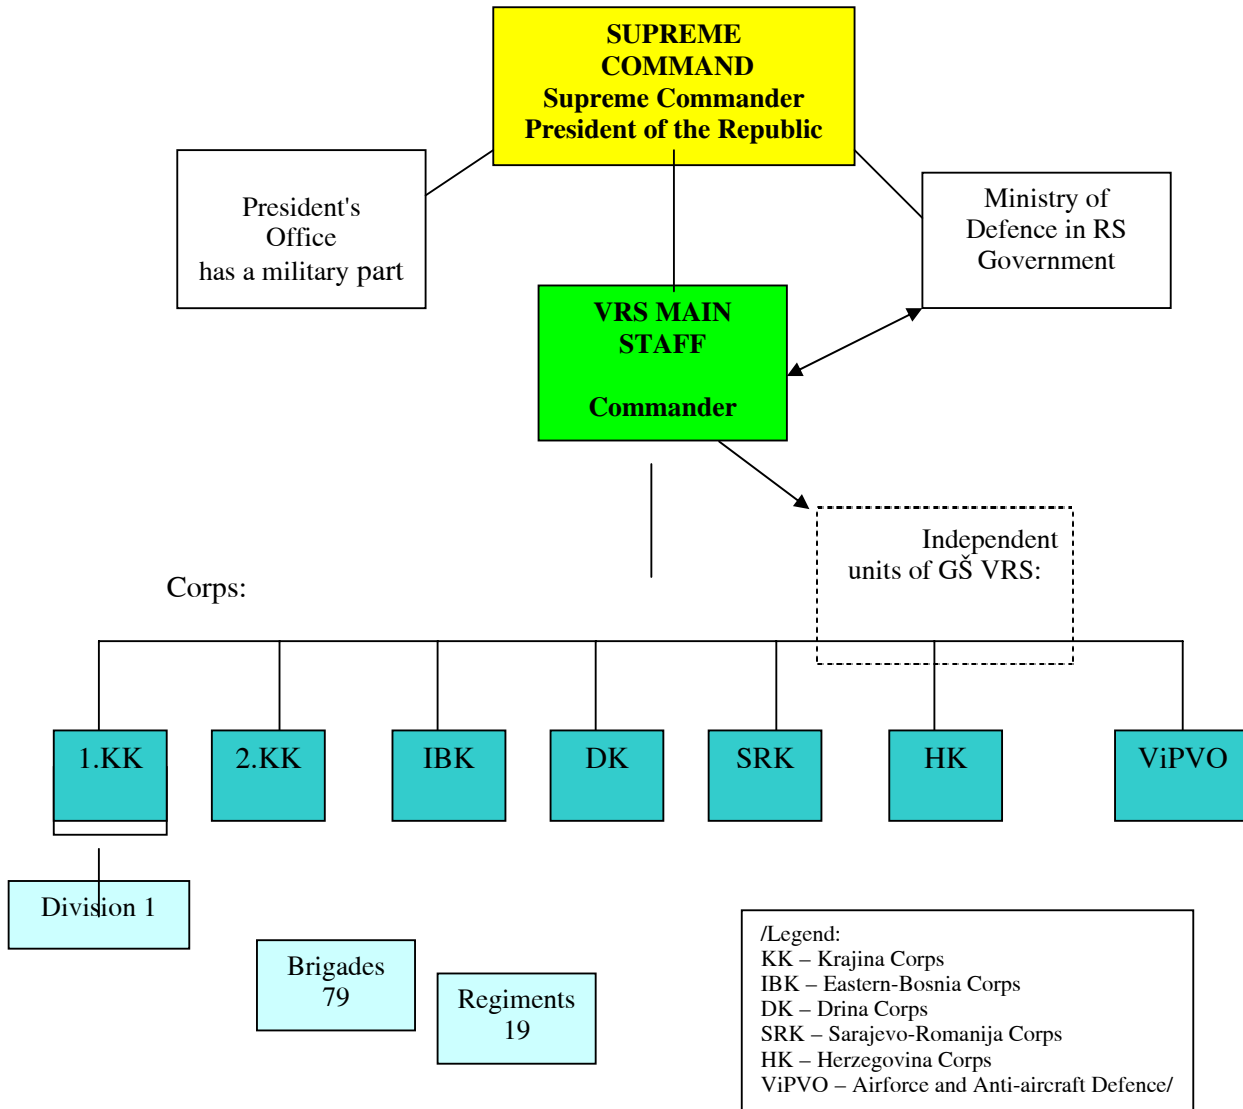 SUPREME
COMMAND
Supreme Commander
President of the Republic
President's
Office
has a military part
Ministry of
Defence in RS
Government
VRS MAIN
STAFF
Commander
Independent
units of GŠ VRS:
Corps:
1.KK
2.KK
IBK
DK
SRK
HK
ViPVO
Division 1
Brigades
79
Regiments
19
/Legend:
KK – Krajina Corps
IBK – Eastern-Bosnia Corps
DK – Drina Corps
SRK – Sarajevo-Romanija Corps
HK – Herzegovina Corps
ViPVO – Airforce and Anti-aircraft Defence/